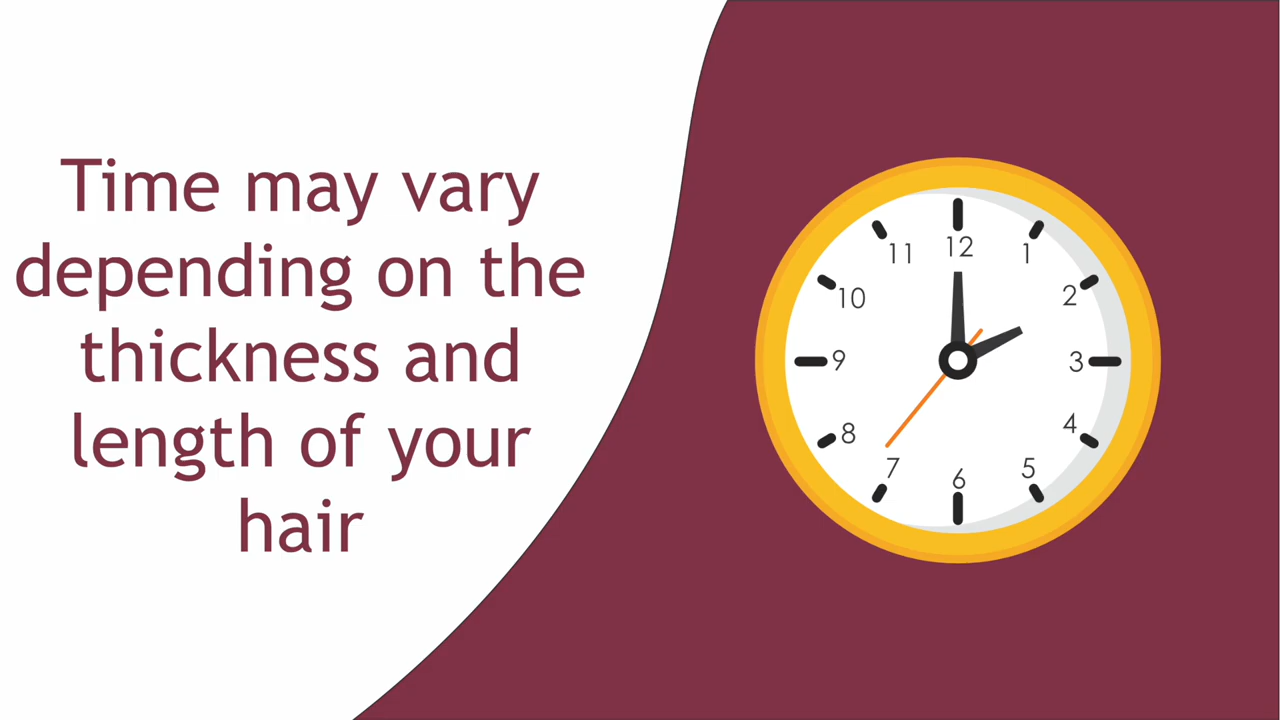 Time may vary
depending on the
thickness and
length of your
hair
12
11
1
10
2
9
3
8
4
7
5
6